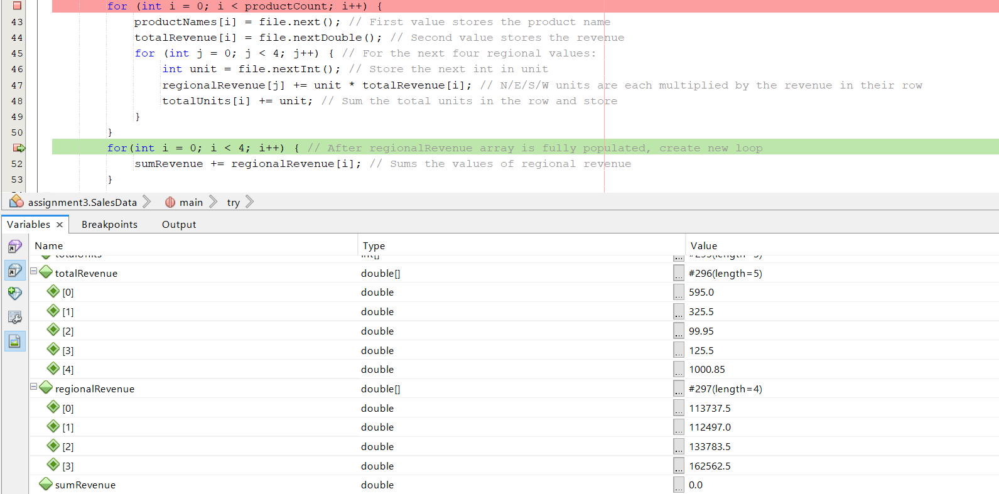 for (int i = 0; i < productCount; i++) {
43 productNames[i] = file.next(); // First value stores the product name
44 totalRevenue[i] = file.nextDouble(); // Second value stores the revenue
45 for (int j = 0; j < 4; j++) { // For the next four regional values:
46 int unit = file.nextInt(); // Store the next int in unit
47 regionalRevenue[j] += unit * totalRevenue[i]; // N/E/S/W units are each multiplied by the revenue in their row
48 totalUnits[i] += unit; // Sum the total units in the row and store
49 }
50 }
for(int i = 0; i < 4; i++) { // After regionalRevenue array is fully populated, create new loop
52 sumRevenue += regionalRevenue[i]; // Sums the values of regional revenue
53 }
assignment3.SalesData main try
Variables × Breakpoints Output
Name Type Value
totalUnits int[] ...
totalRevenue double[] ... #296(length=5)
[0] double ... 595.0
[1] double ... 325.5
[2] double ... 99.95
[3] double ... 125.5
[4] double ... 1000.85
regionalRevenue double[] ... #297(length=4)
[0] double ... 113737.5
[1] double ... 112497.0
[2] double ... 133783.5
[3] double ... 162562.5
sumRevenue double ... 0.0